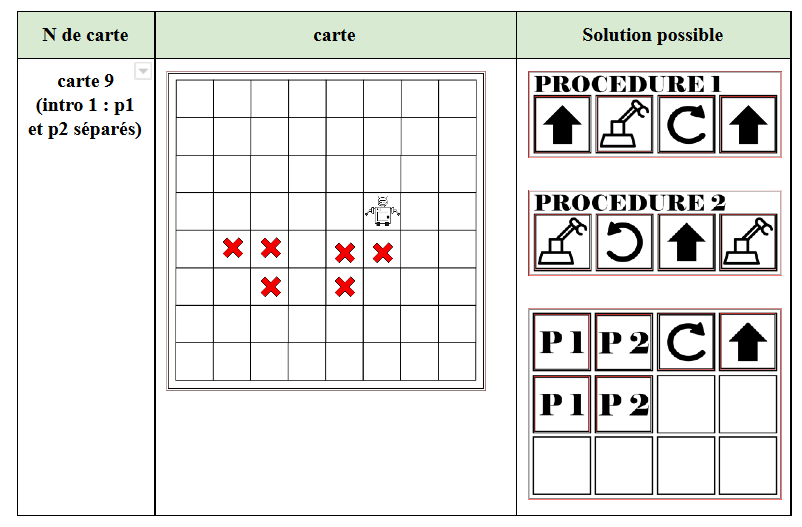 N de carte
carte
Solution possible
carte 9
(intro 1 : p1
et p2 séparés)
PROCEDURE 1
PROCEDURE 2
P 1 P 2
P 1 P 2